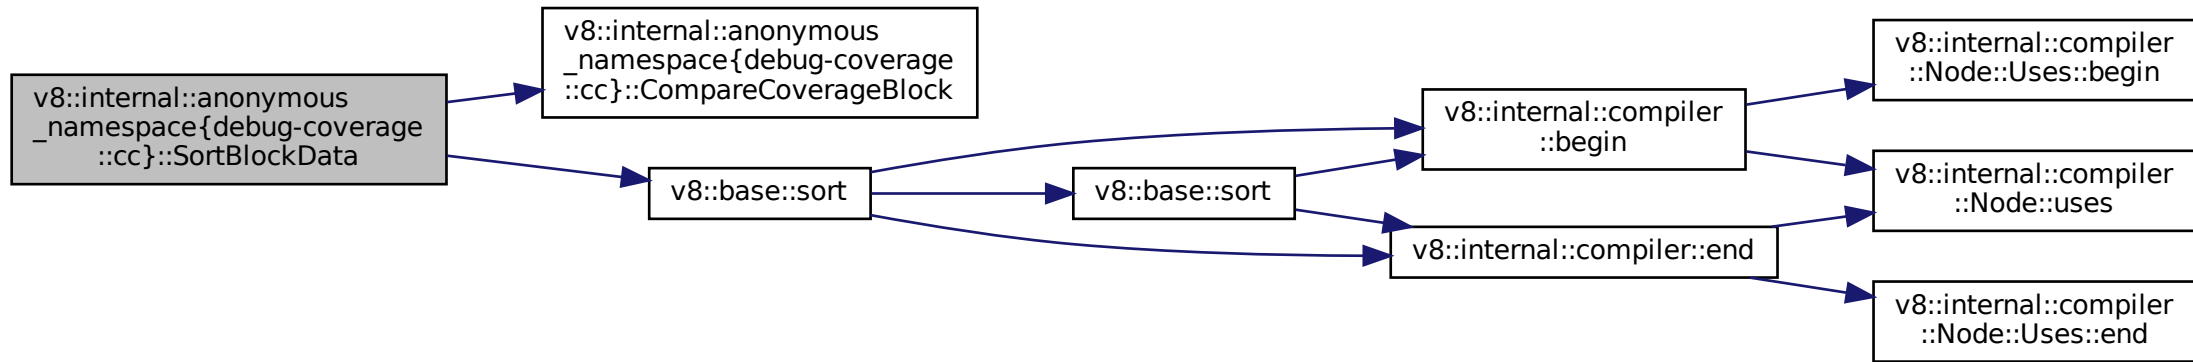 v8::internal::anonymous
_namespace{debug-coverage
::cc}::SortBlockData
v8::internal::anonymous
_namespace{debug-coverage
::cc}::CompareCoverageBlock
v8::base::sort
v8::base::sort
v8::internal::compiler
::begin
v8::internal::compiler::end
v8::internal::compiler
::Node::Uses::begin
v8::internal::compiler
::Node::uses
v8::internal::compiler
::Node::Uses::end